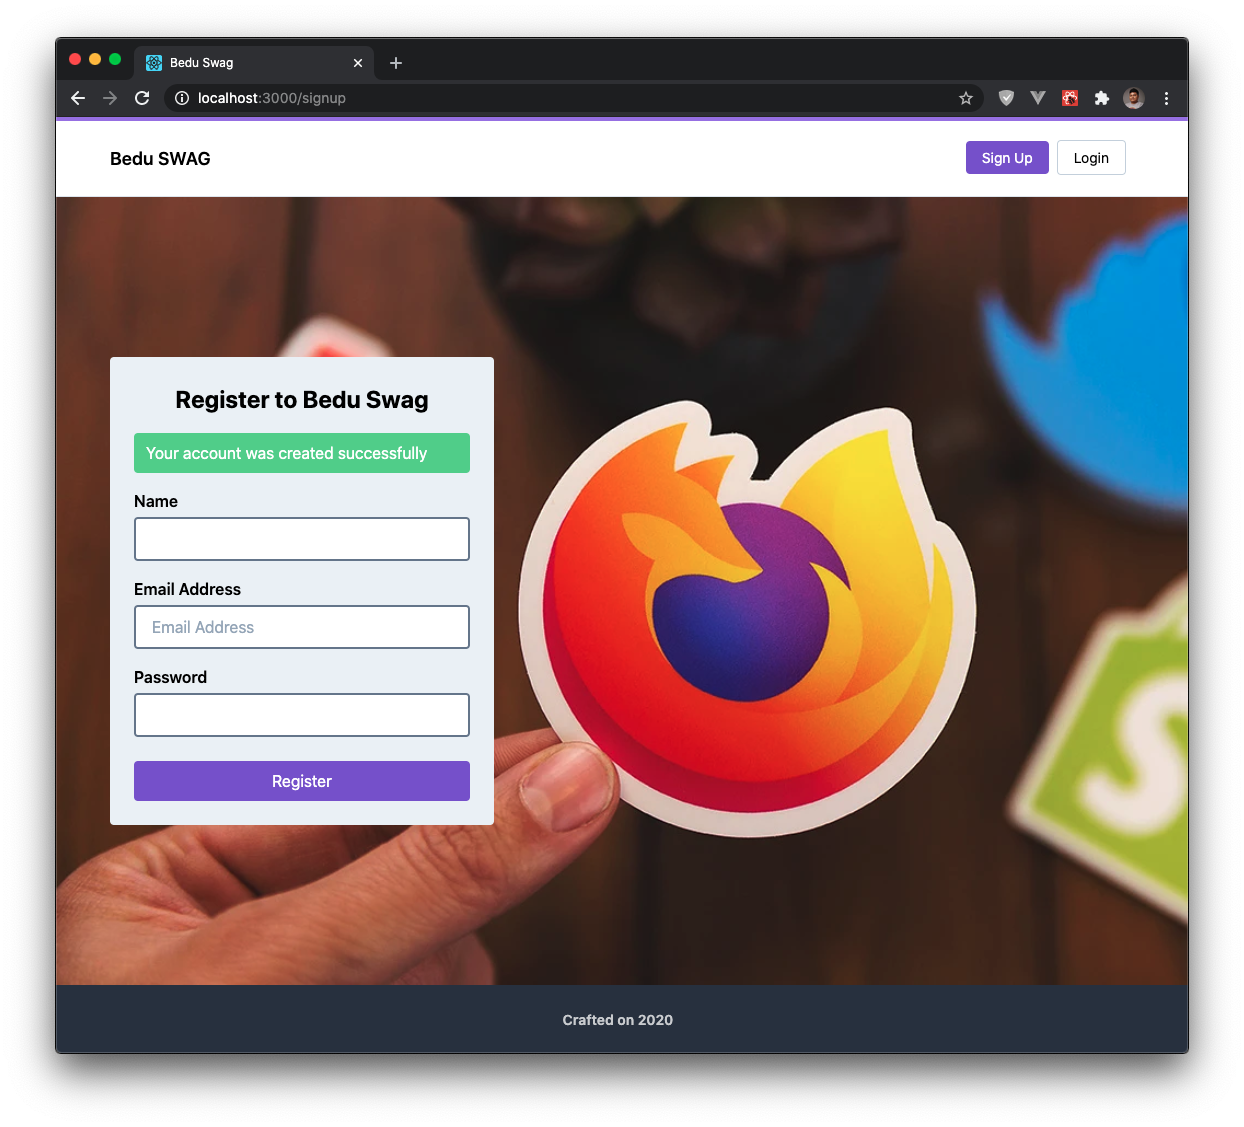 Bedu Swag
localhost:3000/signup
Bedu SWAG
Sign Up
Login
Register to Bedu Swag
Your account was created successfully
Name
Email Address
Email Address
Password
Register
S
Crafted on 2020